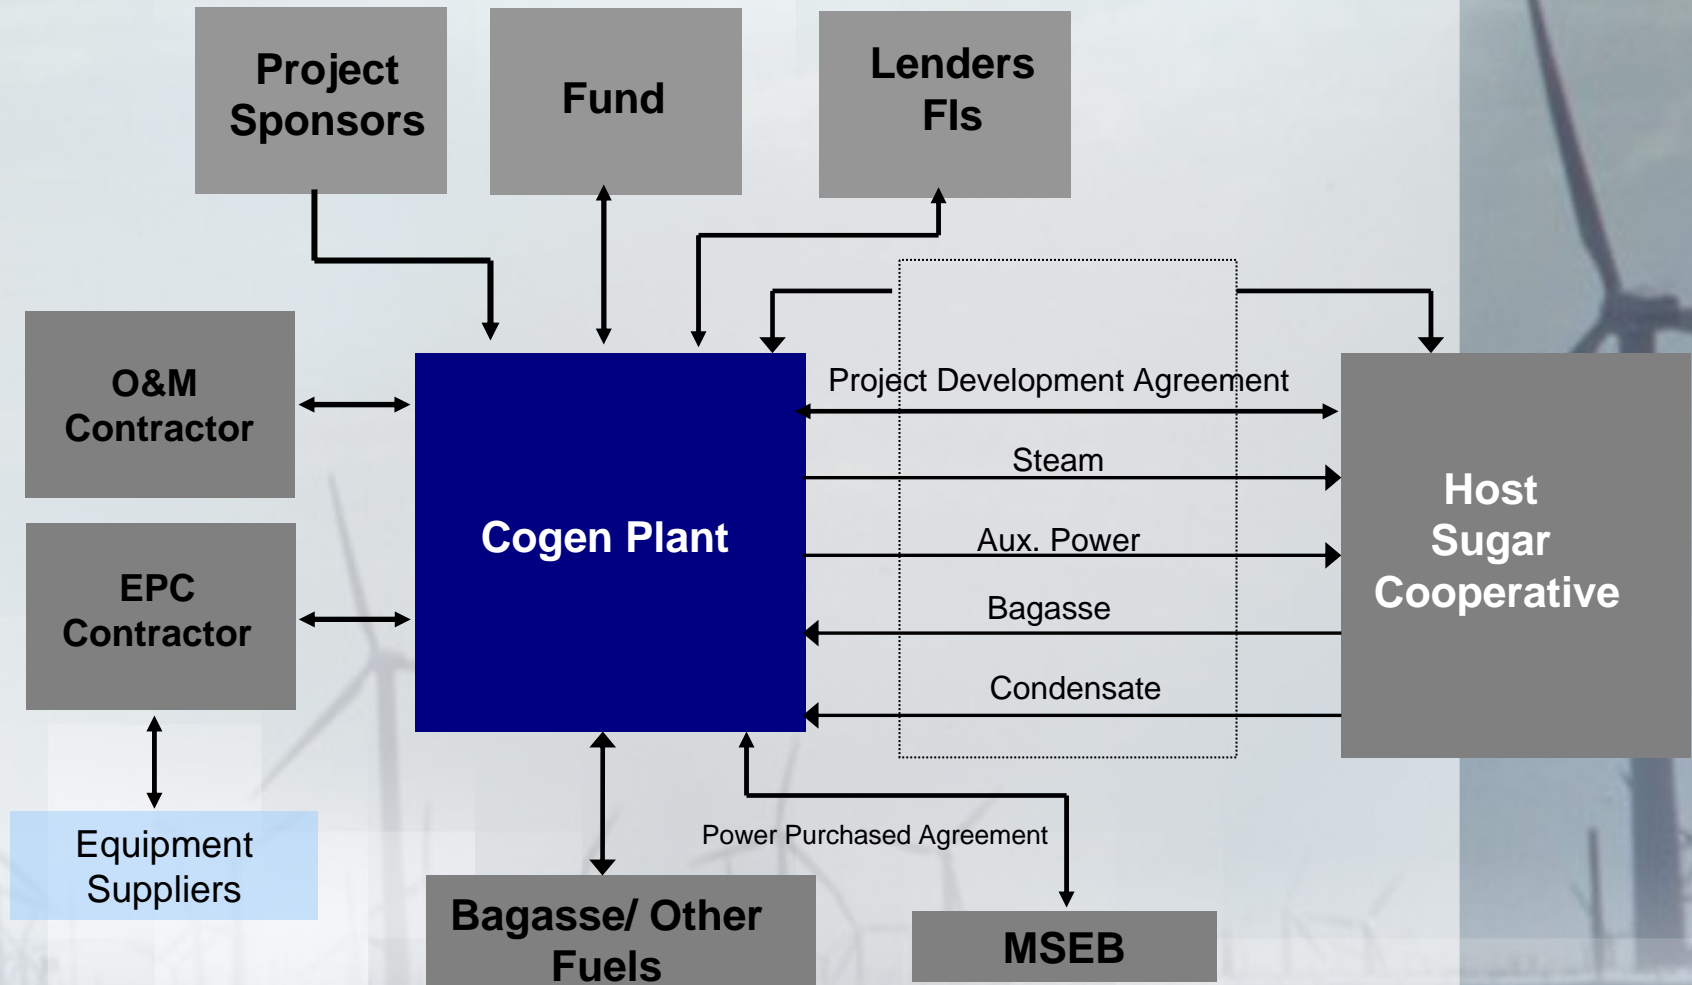 Project
Sponsors
Fund
Lenders
FIs
O&M
Contractor
EPC
Contractor
Equipment
Suppliers
Cogen Plant
Project Development Agreement
Steam
Aux. Power
Bagasse
Condensate
Host
Sugar
Cooperative
Power Purchased Agreement
Bagasse/ Other
Fuels
MSEB